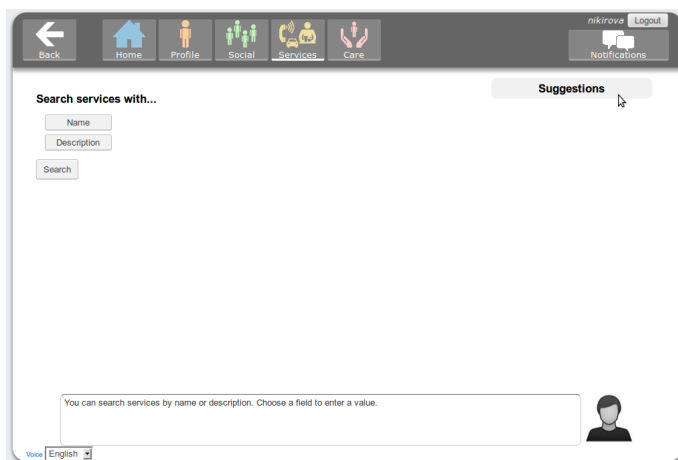 nikirova Logout
Back Home Profile Social Services Care Notifications
Suggestions
Search services with...
Name
Description
Search
You can search services by name or description. Choose a field to enter a value.
Voice English